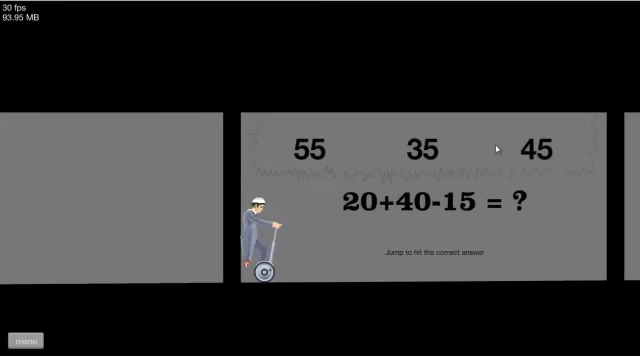 30 fps
93.95 MB
55 35 45
20+40-15 = ?
Jump to hit the correct answer
menu